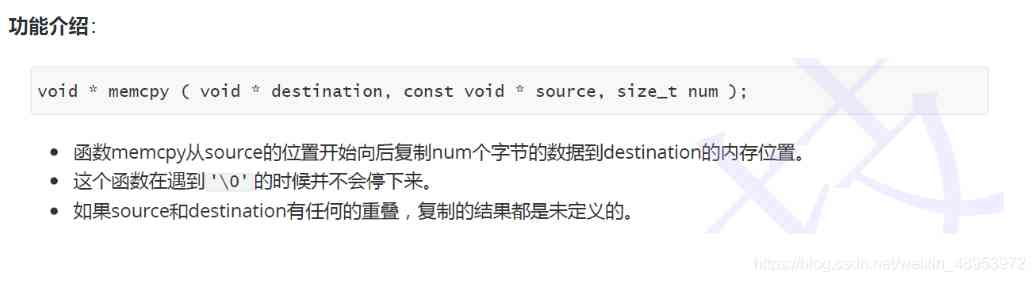 功能介绍：
void * memcpy ( void * destination, const void * source, size_t num );
函数memcpy从source的位置开始向后复制num个字节的数据到destination的内存位置。
这个函数在遇到 '\0' 的时候并不会停下来。
如果source和destination有任何的重叠，复制的结果都是未定义的。
https://blog.csdn.net/weixin_48953972